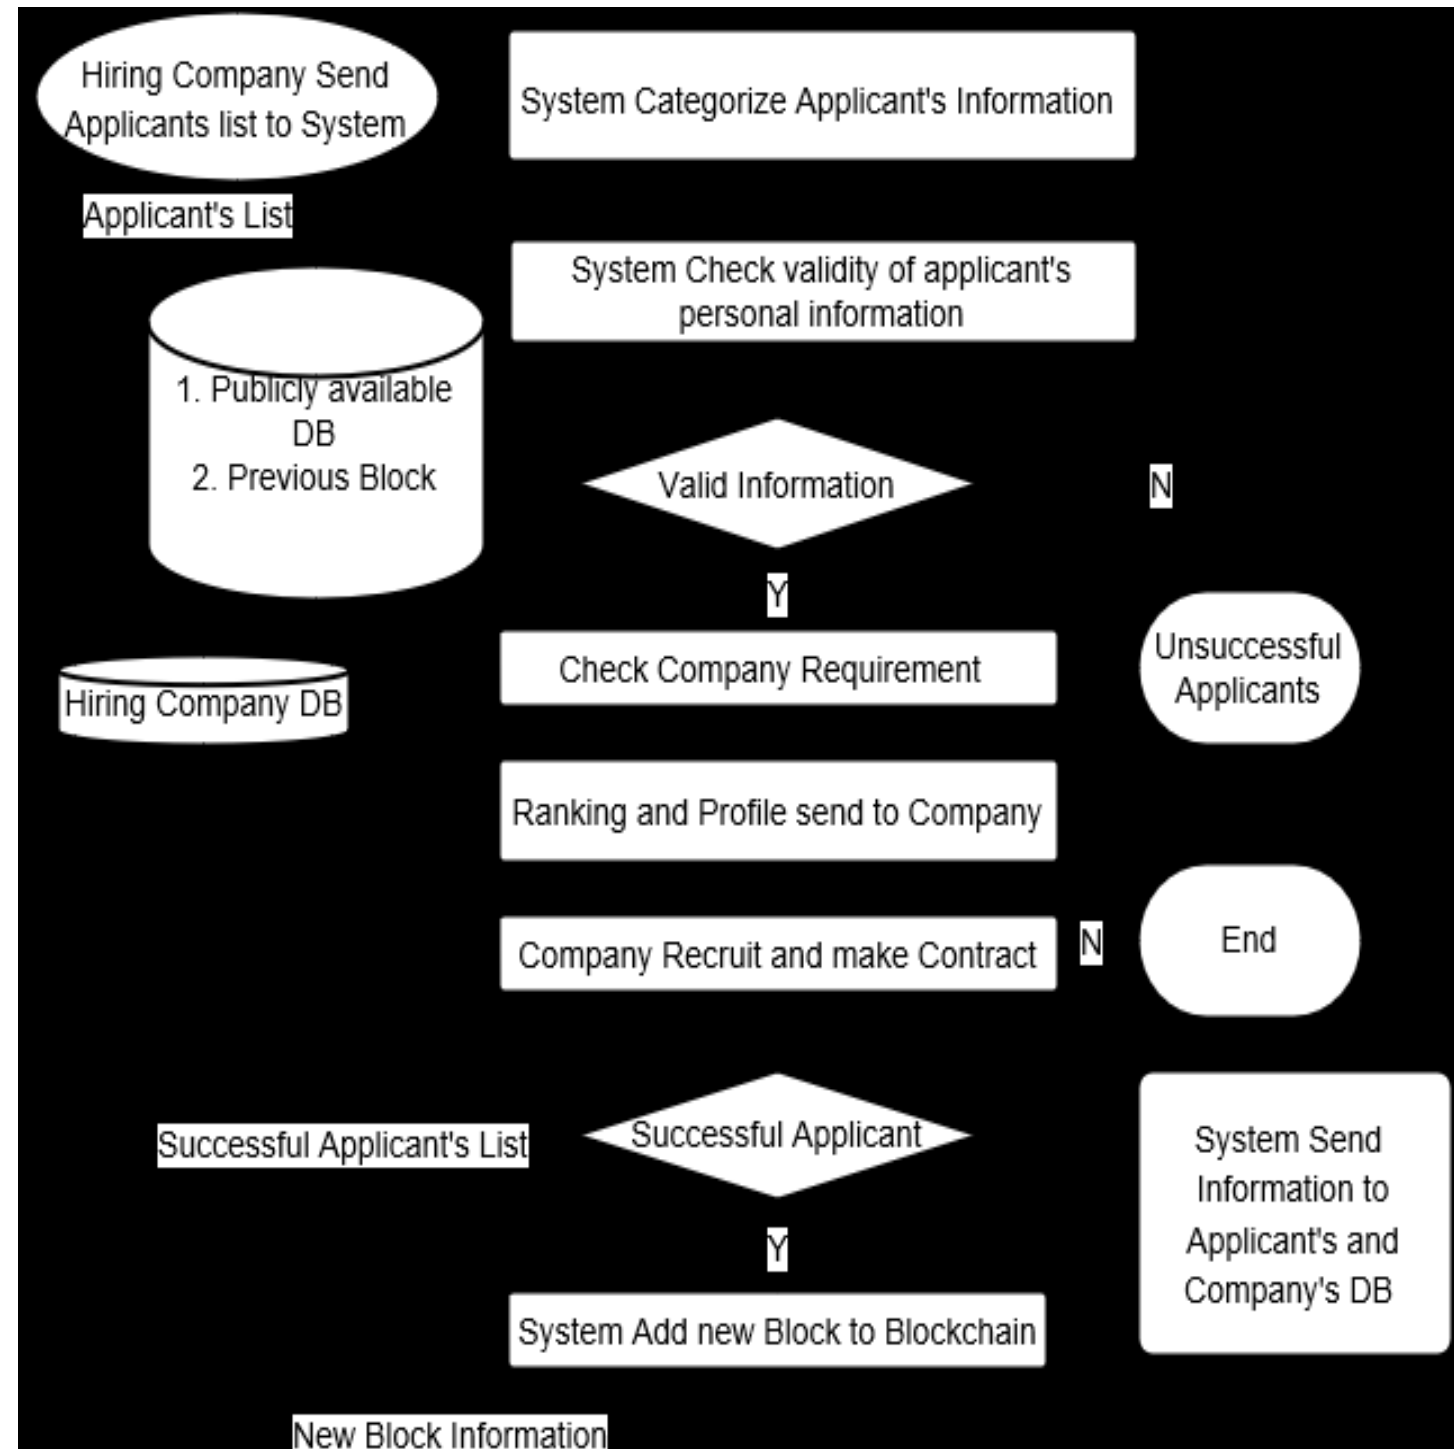 Hiring Company Send
Applicants list to System
System Categorize Applicant's Information
Applicant's List
System Check validity of applicant's
personal information
1. Publicly available
DB
2. Previous Block
Valid Information
N
Y
Hiring Company DB
Check Company Requirement
Unsuccessful
Applicants
Ranking and Profile send to Company
Company Recruit and make Contract
N
End
Successful Applicant's List
Successful Applicant
System Send
Information to
Applicant's and
Company's DB
Y
System Add new Block to Blockchain
New Block Information